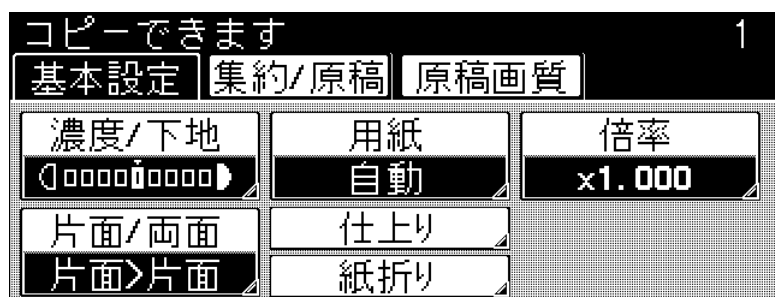 コピーできます 1
基本設定 集約/原稿 原稿画質
濃度/下地 用紙 倍率
自動 x1.000
片面/両面 仕上り
片面>片面 紙折り